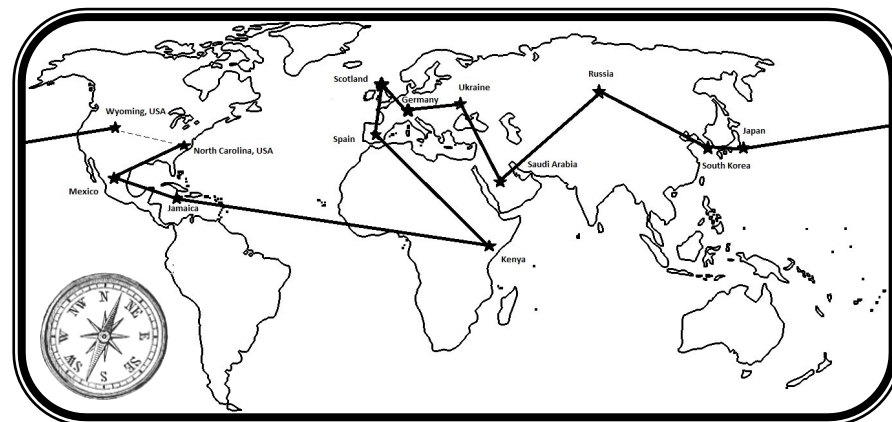 Scotland
Ukraine
Russia
Wyoming, USA
Germany
Spain
Japan
North Carolina, USA
South Korea
Mexico
Jamaica
Saudi Arabia
Kenya
N
NE
E
SE
SW
W
NW